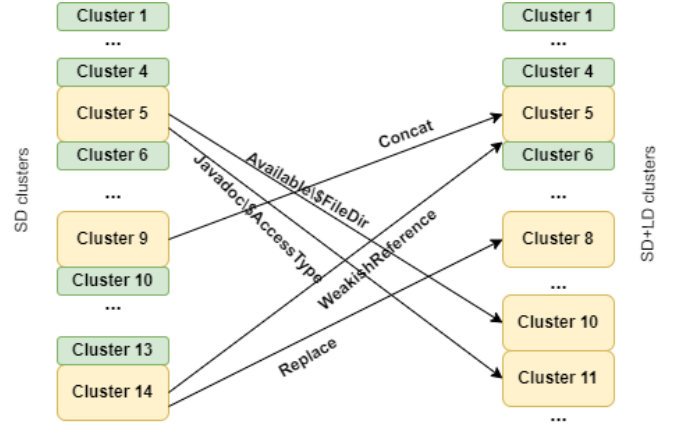 SD clusters
Cluster 1
...
Cluster 4
Cluster 5
Cluster 6
...
Cluster 9
Cluster 10
...
Cluster 13
Cluster 14
Concat
Available\$FileDir
Javadoc\$AccessType
WeakishReference
Replace
Cluster 1
...
Cluster 4
Cluster 5
Cluster 6
...
Cluster 8
...
Cluster 10
Cluster 11
...
SD+LD clusters